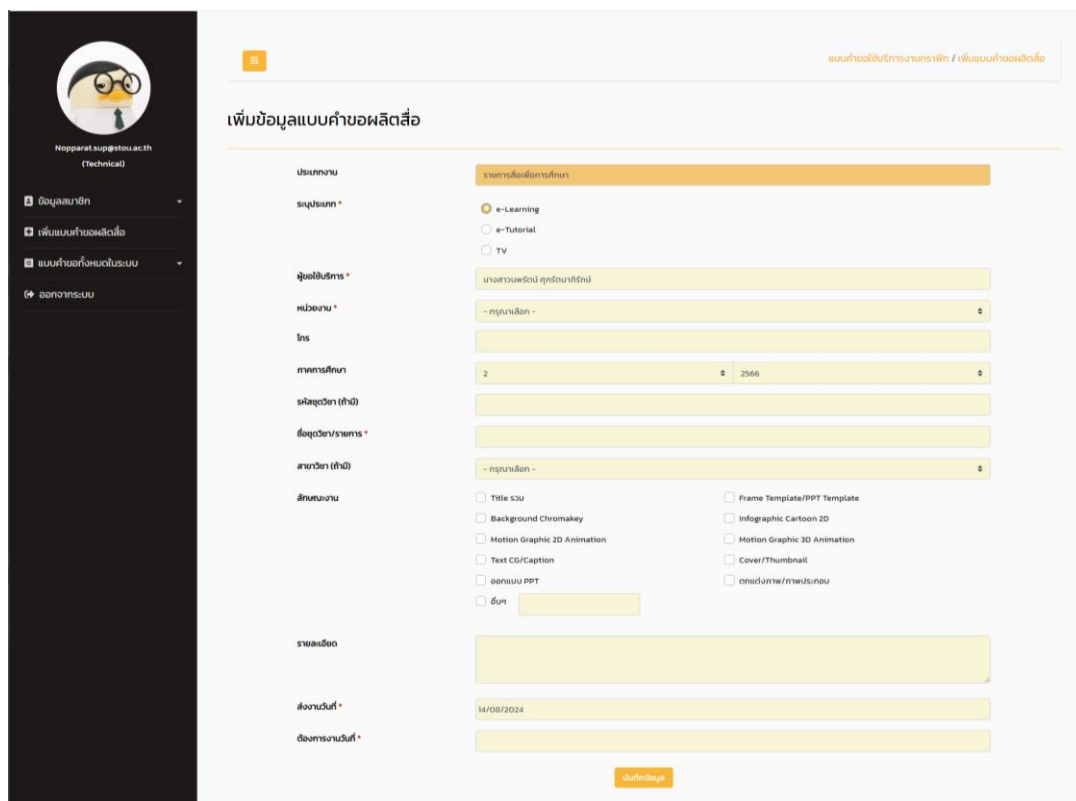 แบบคำขอใช้บริการงานกราฟิก / เพิ่มแบบคำขอผลิตสื่อ
Nopparat.sup@stou.ac.th
(Technical)
ข้อมูลสมาชิก
เพิ่มแบบคำขอผลิตสื่อ
แบบคำขอทั้งหมดในระบบ
ออกจากระบบ
เพิ่มข้อมูลแบบคำขอผลิตสื่อ
ประเภทงาน
รายการสื่อเพื่อการศึกษา
ระบุประเภท *
e-Learning
e-Tutorial
TV
ผู้ขอใช้บริการ *
นางสาวนพรัตน์ ศุภรัตนาภิรักษ์
หน่วยงาน *
- กรุณาเลือก -
โทร
ภาคการศึกษา
2 2566
รหัสชุดวิชา (ถ้ามี)
ชื่อชุดวิชา/รายการ *
สาขาวิชา (ถ้ามี)
- กรุณาเลือก -
ลักษณะงาน
Title รวม Frame Template/PPT Template
Background Chromakey Infographic Cartoon 2D
Motion Graphic 2D Animation Motion Graphic 3D Animation
Text CG/Caption Cover/Thumbnail
ออกแบบ PPT ตกแต่งภาพ/ภาพประกอบ
อื่นๆ
รายละเอียด
ส่งงานวันที่ *
14/08/2024
ต้องการงานวันที่ *
บันทึกข้อมูล